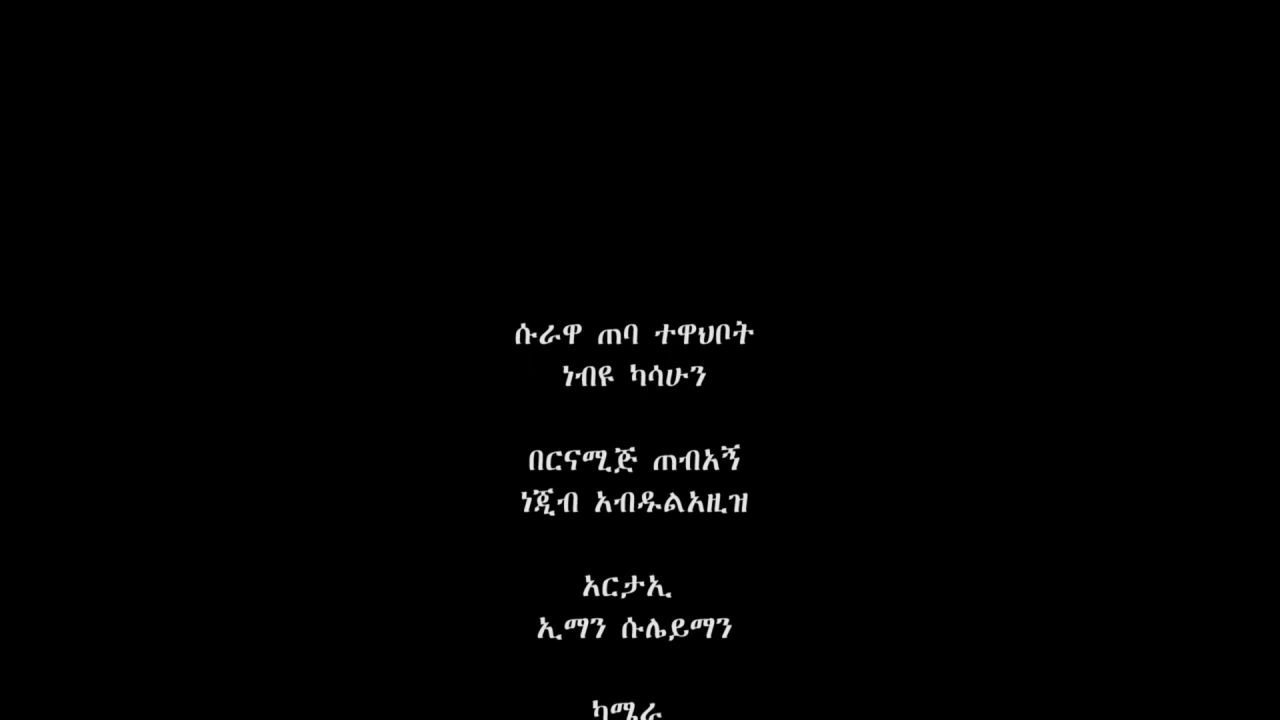 ሱራዋ ጠባ ተዋህቦት
ነብዩ ካሳሁን
በርናሚጅ ጠብአኝ
ነጂብ አብዱልአዚዝ
አርታኢ
ኢማን ሱሌይማን
ካሜራ